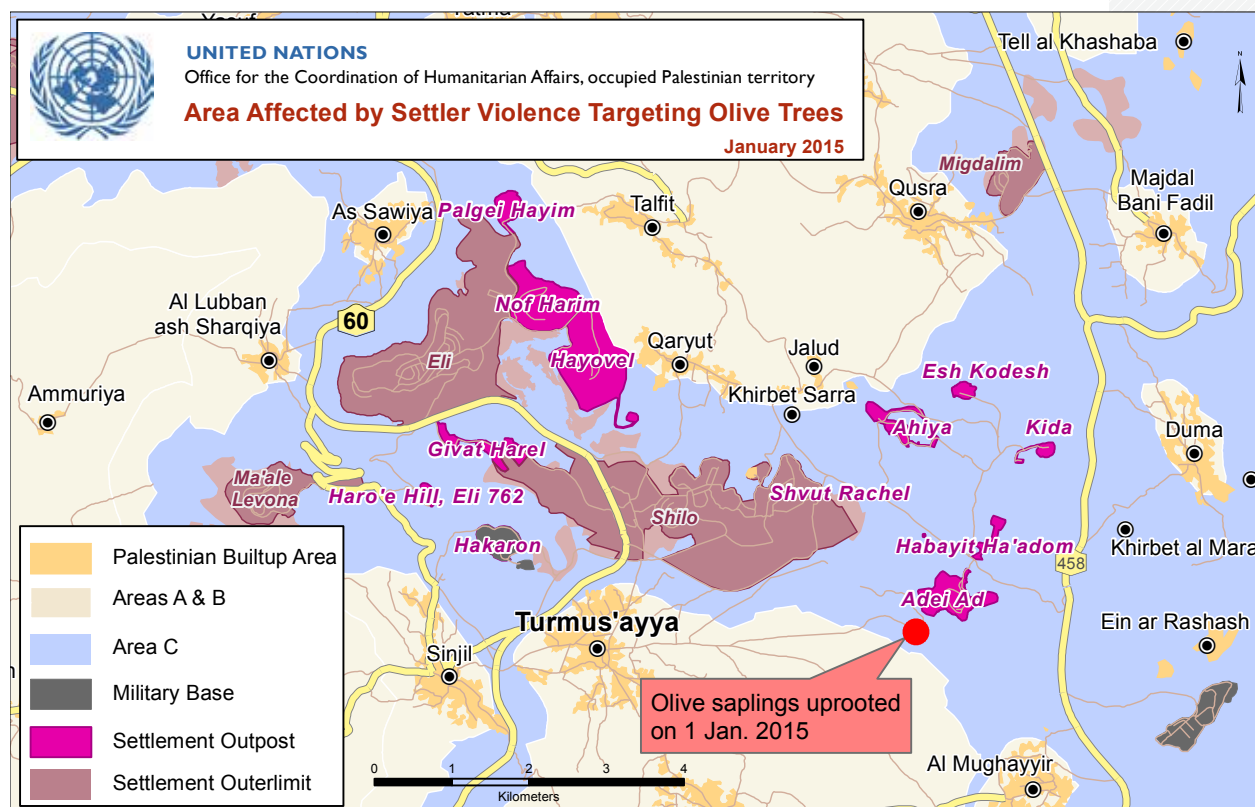 UNITED NATIONS
Office for the Coordination of Humanitarian Affairs, occupied Palestinian territory
Area Affected by Settler Violence Targeting Olive Trees
January 2015
N
Tell al Khashaba
Migdalim
Qusra
Majdal
Bani Fadil
As Sawiya
Palgei Hayim
Talfit
Al Lubban
ash Sharqiya
60
Nof Harim
Eli
Hayovel
Qaryut
Jalud
Esh Kodesh
Khirbet Sarra
Ammuriya
Ahiya
Kida
Duma
Givat Harel
Ma'ale
Levona
Haro'e Hill, Eli 762
Shvut Rachel
Shilo
Hakaron
Habayit Ha'adom
Khirbet al Mara
458
Adei Ad
Turmus'ayya
Ein ar Rashash
Sinjil
Olive saplings uprooted
on 1 Jan. 2015
Al Mughayyir
Palestinian Builtup Area
Areas A & B
Area C
Military Base
Settlement Outpost
Settlement Outerlimit
0 1 2 3 4
Kilometers